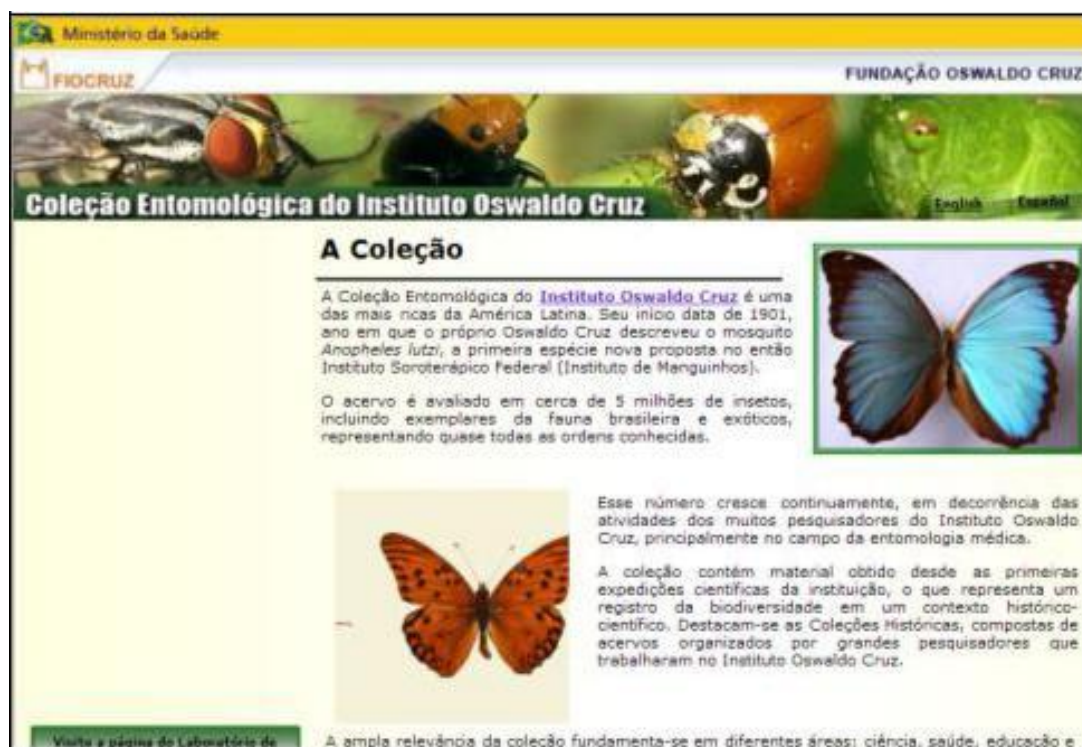 Ministério da Saúde
FIOCRUZ
FUNDAÇÃO OSWALDO CRUZ
Coleção Entomológica do Instituto Oswaldo Cruz
English Español
A Coleção
A Coleção Entomológica do Instituto Oswaldo Cruz é uma
das mais ricas da América Latina. Seu início data de 1901,
ano em que o próprio Oswaldo Cruz descreveu o mosquito
Anopheles lutzi, a primeira espécie nova proposta no então
Instituto Soroterápico Federal (Instituto de Manguinhos).
O acervo é avaliado em cerca de 5 milhões de insetos,
incluindo exemplares da fauna brasileira e exóticos,
representando quase todas as ordens conhecidas.
Esse número cresce continuamente, em decorrência das
atividades dos muitos pesquisadores do Instituto Oswaldo
Cruz, principalmente no campo da entomologia médica.
A coleção contém material obtido desde as primeiras
expedições científicas da instituição, o que representa um
registro da biodiversidade em um contexto histórico-
científico. Destacam-se as Coleções Históricas, compostas de
acervos organizados por grandes pesquisadores que
trabalharam no Instituto Oswaldo Cruz.
Visite a página do Laboratório de
A ampla relevância da coleção fundamenta-se em diferentes áreas: ciência, saúde, educação e